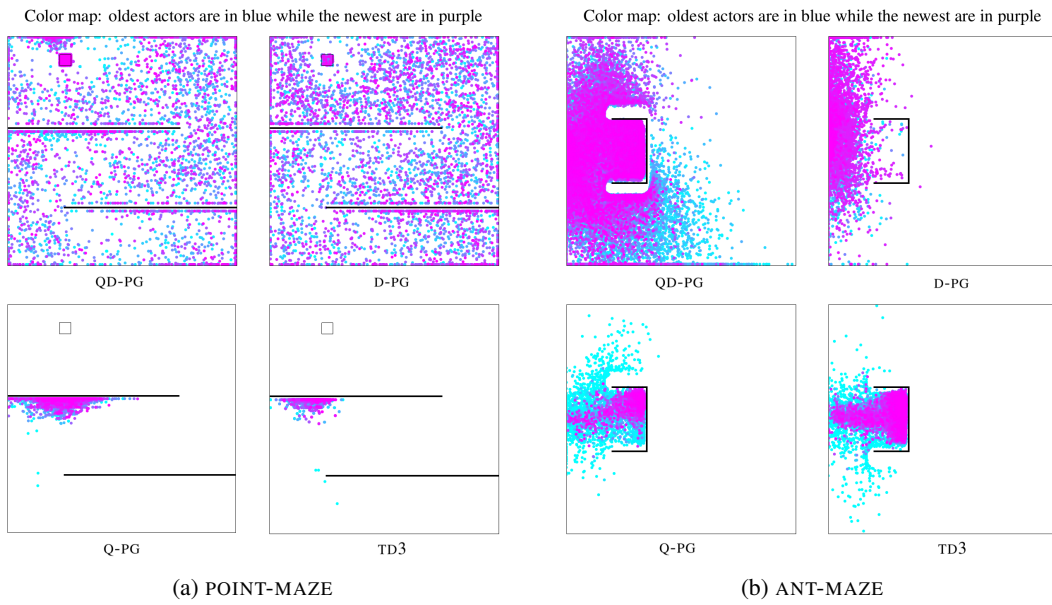 Color map: oldest actors are in blue while the newest are in purple
QD-PG
D-PG
Q-PG
TD3
(a) POINT-MAZE
Color map: oldest actors are in blue while the newest are in purple
QD-PG
D-PG
Q-PG
TD3
(b) ANT-MAZE